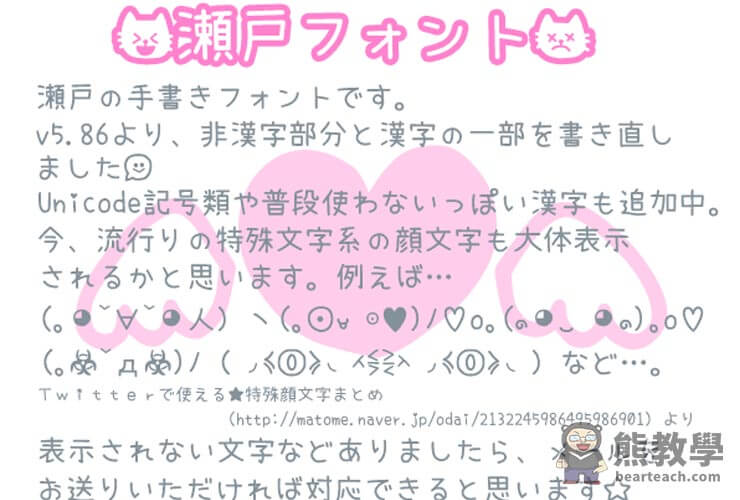 😆瀬戸フォント😣
瀬戸の手書きフォントです。
v5.86より、非漢字部分と漢字の一部を書き直し
ました
Unicode記号類や普段使わないっぽい漢字も追加中。
今、流行りの特殊文字系の顔文字も大体表示
されるかと思います。例えば…
(｡◕ˇ∀ˇ◕人) ヽ(｡☉∀ ☉♥)ﾉ♡o｡(ฅ◕‿ ◕ฅ)｡o♡
(｡☣ˇдˇ☣)ﾉ ( など…。
Ｔｗｉｔｔｅｒで使える★特殊顔文字まとめ
(http://matome.naver.jp/odai/2132245986495986901) より
表示されない文字などありましたら、
お送りいただければ対応できると思います
熊教學
bearteach.com